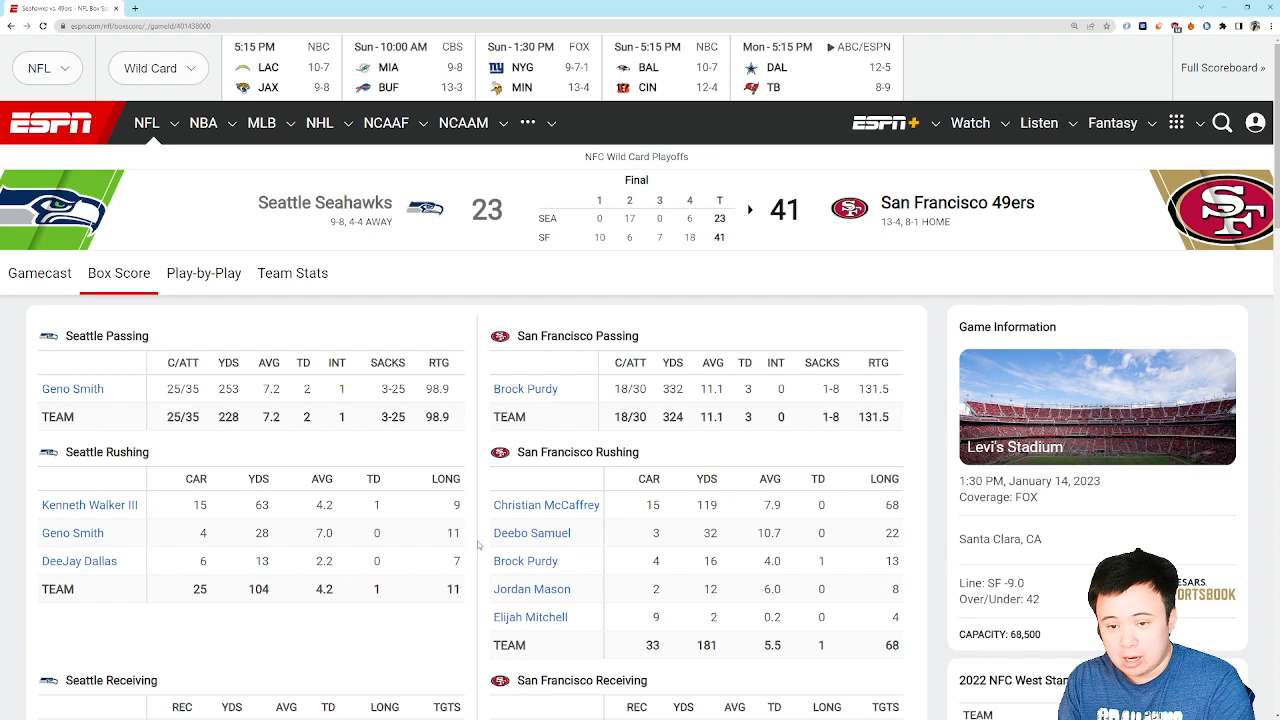 Seahawks vs. 49ers - NFL Box Sco
espn.com/nfl/boxscore/_/gameId/401438000
NFL
Wild Card
5:15 PM NBC
LAC 10-7
JAX 9-8
Sun - 10:00 AM CBS
MIA 9-8
BUF 13-3
Sun - 1:30 PM FOX
NYG 9-7-1
MIN 13-4
Sun - 5:15 PM NBC
BAL 10-7
CIN 12-4
Mon - 5:15 PM ABC/ESPN
DAL 12-5
TB 8-9
Full Scoreboard »
ESPN NFL NBA MLB NHL NCAAF NCAAM ••• ESPN+ Watch Listen Fantasy
NFC Wild Card Playoffs
Final
Seattle Seahawks 23
9-8, 4-4 AWAY
1 2 3 4 T
SEA 0 17 0 6 23
SF 10 6 7 18 41
41 San Francisco 49ers
13-4, 8-1 HOME
Gamecast Box Score Play-by-Play Team Stats
Seattle Passing
C/ATT YDS AVG TD INT SACKS RTG
Geno Smith 25/35 253 7.2 2 1 3-25 98.9
TEAM 25/35 228 7.2 2 1 3-25 98.9
San Francisco Passing
C/ATT YDS AVG TD INT SACKS RTG
Brock Purdy 18/30 332 11.1 3 0 1-8 131.5
TEAM 18/30 324 11.1 3 0 1-8 131.5
Seattle Rushing
CAR YDS AVG TD LONG
Kenneth Walker III 15 63 4.2 1 9
Geno Smith 4 28 7.0 0 11
DeeJay Dallas 6 13 2.2 0 7
TEAM 25 104 4.2 1 11
San Francisco Rushing
CAR YDS AVG TD LONG
Christian McCaffrey 15 119 7.9 0 68
Deebo Samuel 3 32 10.7 0 22
Brock Purdy 4 16 4.0 1 13
Jordan Mason 2 12 6.0 0 8
Elijah Mitchell 9 2 0.2 0 4
TEAM 33 181 5.5 1 68
Seattle Receiving
REC YDS AVG TD LONG TGTS
San Francisco Receiving
REC YDS AVG TD LONG TGTS
Game Information
Levi's Stadium
1:30 PM, January 14, 2023
Coverage: FOX
Santa Clara, CA
Line: SF -9.0
Over/Under: 42
ESARS
ORTSBOOK
CAPACITY: 68,500
2022 NFC West Stan
TEAM